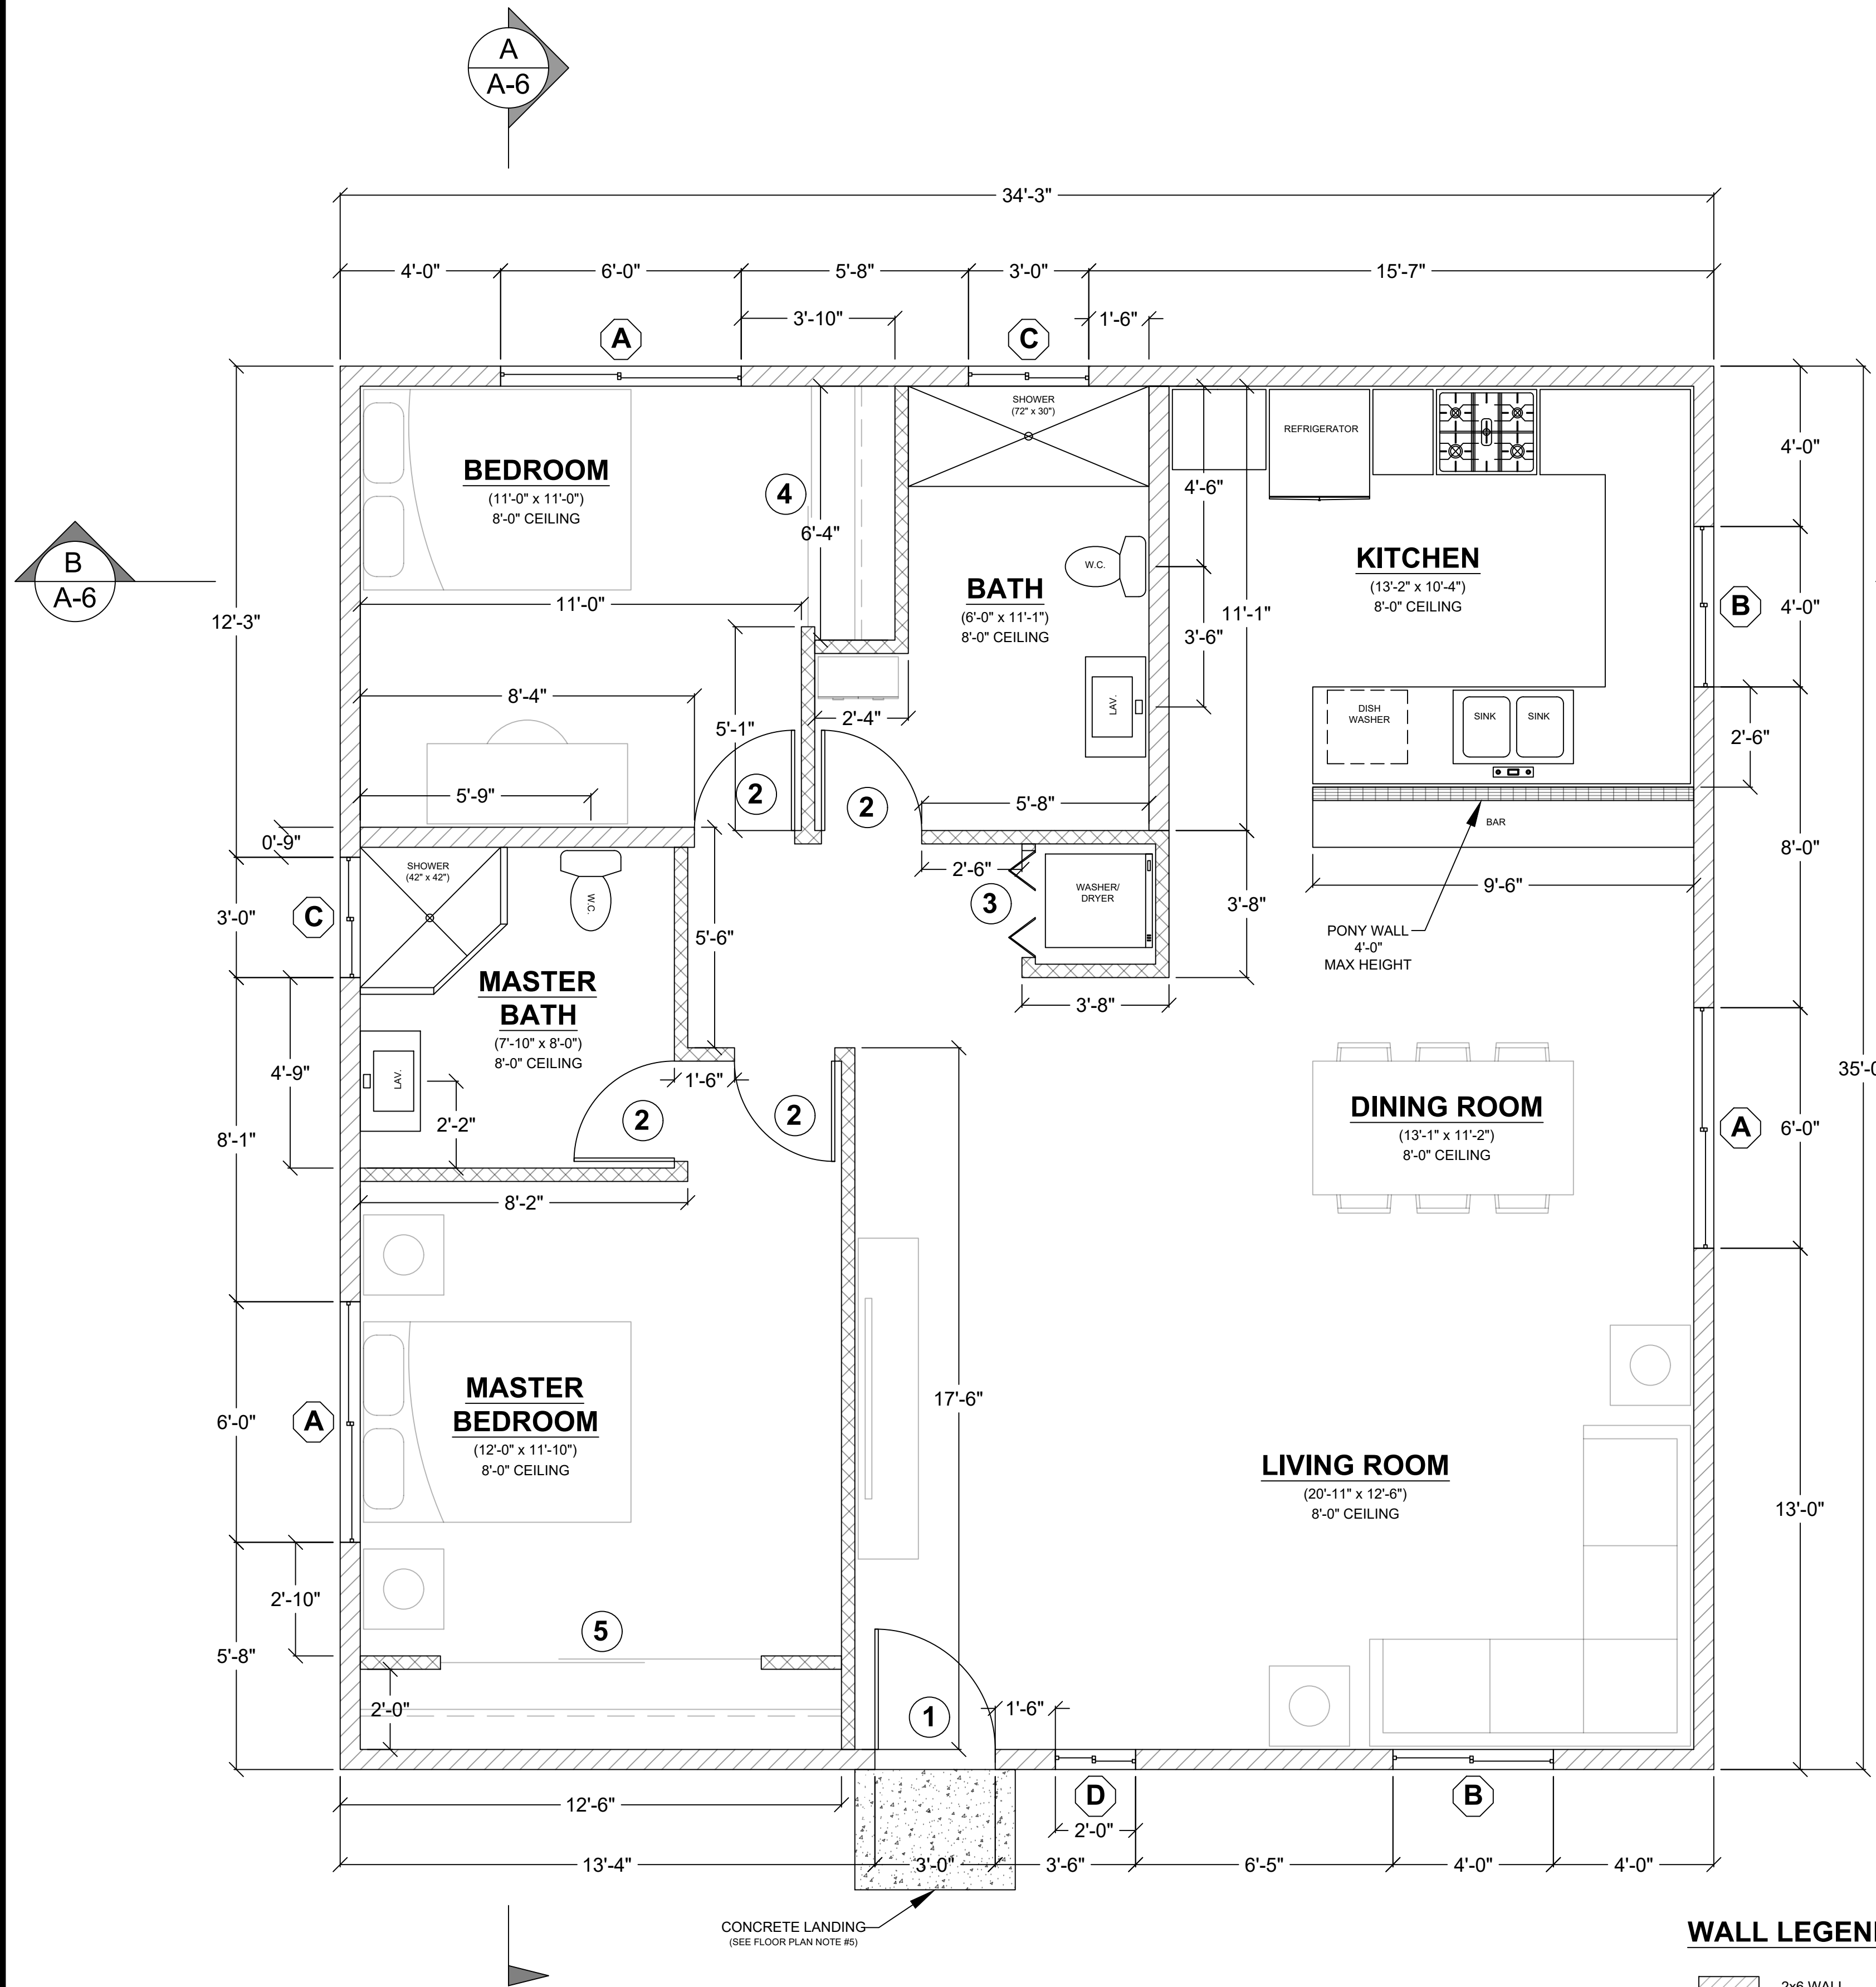 A
A-6
34'-3"
4'-0" 6'-0" 5'-8" 3'-0" 15'-7"
3'-10" 1'-6"
A C
BEDROOM
(11'-0" x 11'-0")
8'-0" CEILING
4
6'-4"
11'-0"
8'-4"
5'-1"
2'-4"
5'-9"
2
2
SHOWER
(72" x 30")
W.C.
BATH
(6'-0" x 11'-1")
8'-0" CEILING
LAV.
5'-8"
4'-6"
3'-6"
11'-1"
REFRIGERATOR
KITCHEN
(13'-2" x 10'-4")
8'-0" CEILING
DISH
WASHER
SINK SINK
BAR
9'-6"
PONY WALL
4'-0"
MAX HEIGHT
B
A-6
12'-3"
0'-9"
3'-0"
C
4'-9"
8'-1"
6'-0"
A
2'-10"
5'-8"
4'-0"
4'-0"
B
2'-6"
8'-0"
6'-0"
A
13'-0"
35'-0
SHOWER
(42" x 42")
W.C.
MASTER
BATH
(7'-10" x 8'-0")
8'-0" CEILING
LAV.
2'-2"
5'-6"
1'-6"
2
2
8'-2"
2'-6"
3
WASHER/
DRYER
3'-8"
3'-8"
DINING ROOM
(13'-1" x 11'-2")
8'-0" CEILING
17'-6"
MASTER
BEDROOM
(12'-0" x 11'-10")
8'-0" CEILING
5
2'-0"
LIVING ROOM
(20'-11" x 12'-6")
8'-0" CEILING
1
1'-6"
D B
12'-6"
2'-0"
13'-4" 3'-0" 3'-6" 6'-5" 4'-0" 4'-0"
CONCRETE LANDING
(SEE FLOOR PLAN NOTE #5)
WALL LEGEN
2x6 WALL